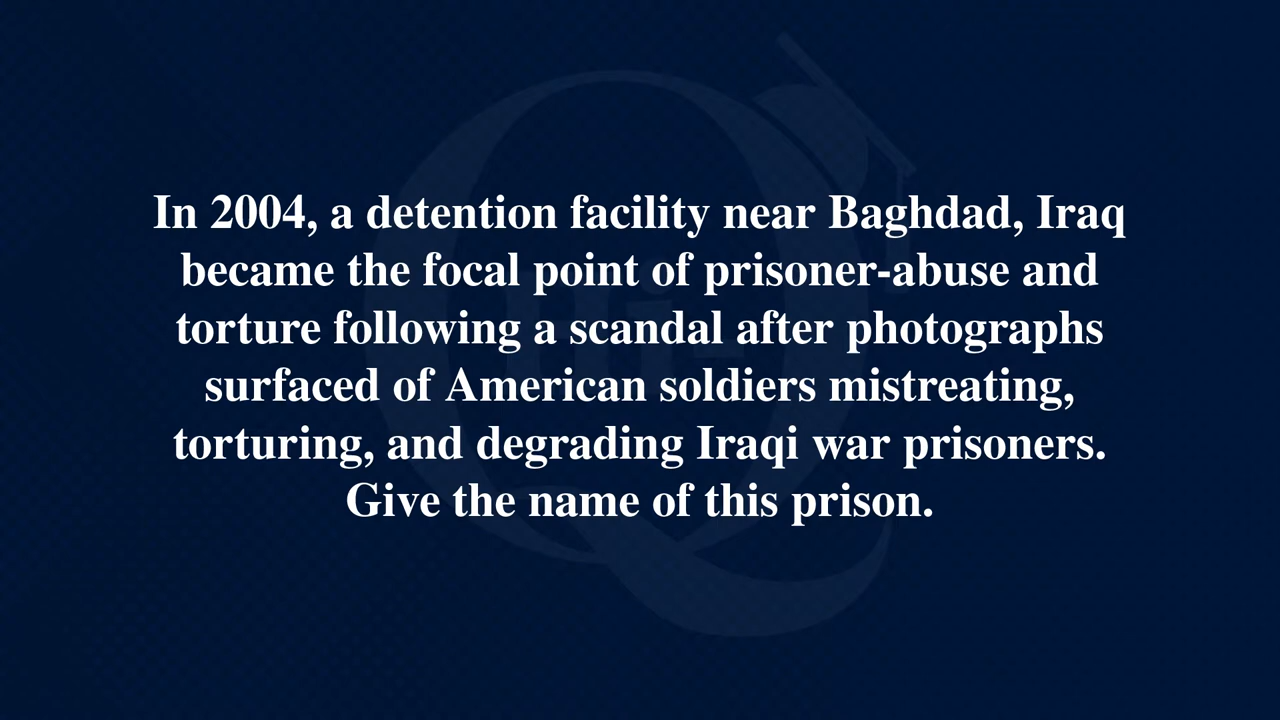 In 2004, a detention facility near Baghdad, Iraq
became the focal point of prisoner-abuse and
torture following a scandal after photographs
surfaced of American soldiers mistreating,
torturing, and degrading Iraqi war prisoners.
Give the name of this prison.